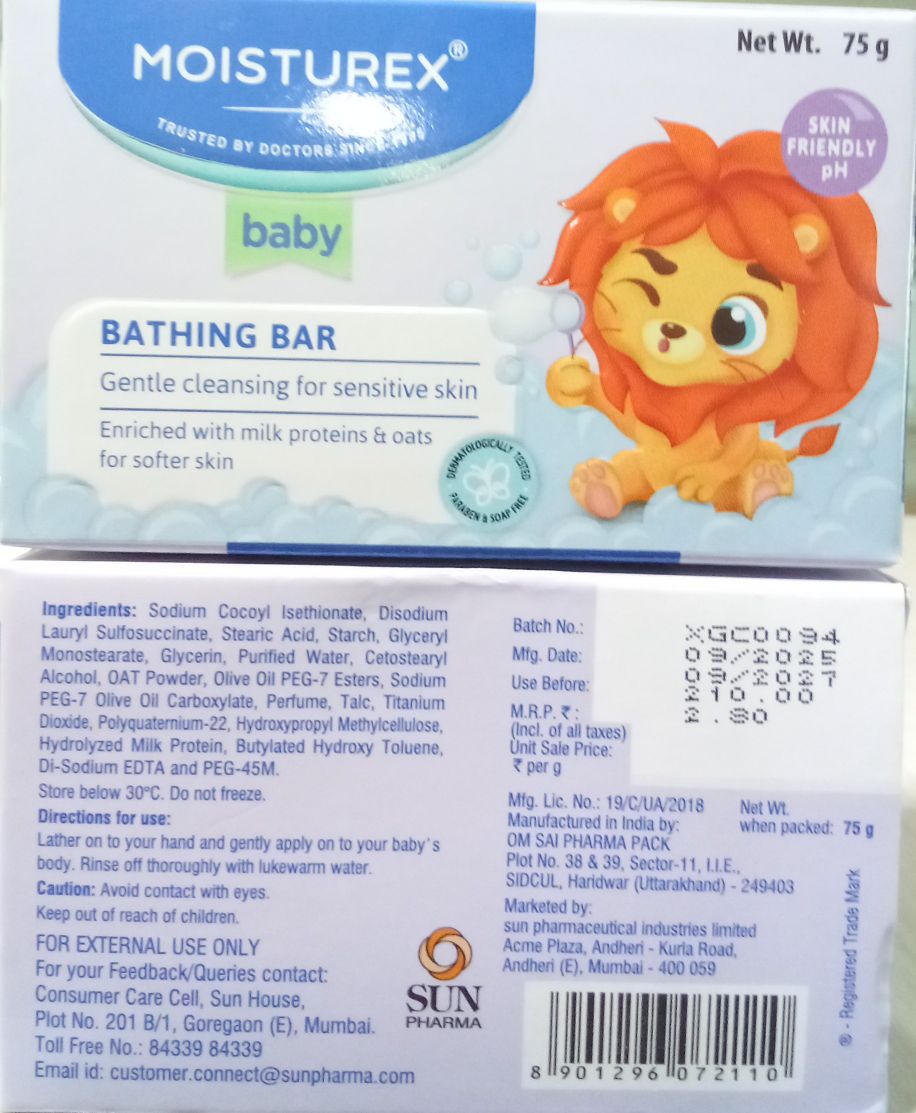 MOISTUREX®
TRUSTED BY DOCTORS SINCE
Net Wt. 75 g
SKIN
FRIENDLY
pH
baby
BATHING BAR
Gentle cleansing for sensitive skin
Enriched with milk proteins & oats
for softer skin
DERMATOLOGICALLY TESTED
PARABEN & SOAP FREE
Ingredients: Sodium Cocoyl Isethionate, Disodium
Lauryl Sulfosuccinate, Stearic Acid, Starch, Glyceryl
Monostearate, Glycerin, Purified Water, Cetostearyl
Alcohol, OAT Powder, Olive Oil PEG-7 Esters, Sodium
PEG-7 Olive Oil Carboxylate, Perfume, Talc, Titanium
Dioxide, Polyquaternium-22, Hydroxypropyl Methylcellulose,
Hydrolyzed Milk Protein, Butylated Hydroxy Toluene,
Di-Sodium EDTA and PEG-45M.
Store below 30°C. Do not freeze.
Directions for use:
Lather on to your hand and gently apply on to your baby's
body. Rinse off thoroughly with lukewarm water.
Caution: Avoid contact with eyes.
Keep out of reach of children.
FOR EXTERNAL USE ONLY
For your Feedback/Queries contact:
Consumer Care Cell, Sun House,
Plot No. 201 B/1, Goregaon (E), Mumbai.
Toll Free No.: 84339 84339
Email id: customer.connect@sunpharma.com
SUN
PHARMA
Batch No.: XGC0094
Mfg. Date: 09/2025
Use Before: 09/2027
M.R.P. ₹ : 210.00
(Incl. of all taxes)
Unit Sale Price: 2.80
₹ per g
Mfg. Lic. No.: 19/C/UA/2018
Manufactured in India by:
OM SAI PHARMA PACK
Plot No. 38 & 39, Sector-11, I.I.E.,
SIDCUL, Haridwar (Uttarakhand) - 249403
Net Wt.
when packed: 75 g
Marketed by:
sun pharmaceutical industries limited
Acme Plaza, Andheri - Kurla Road,
Andheri (E), Mumbai - 400 059
8 901296 072110
® - Registered Trade Mark